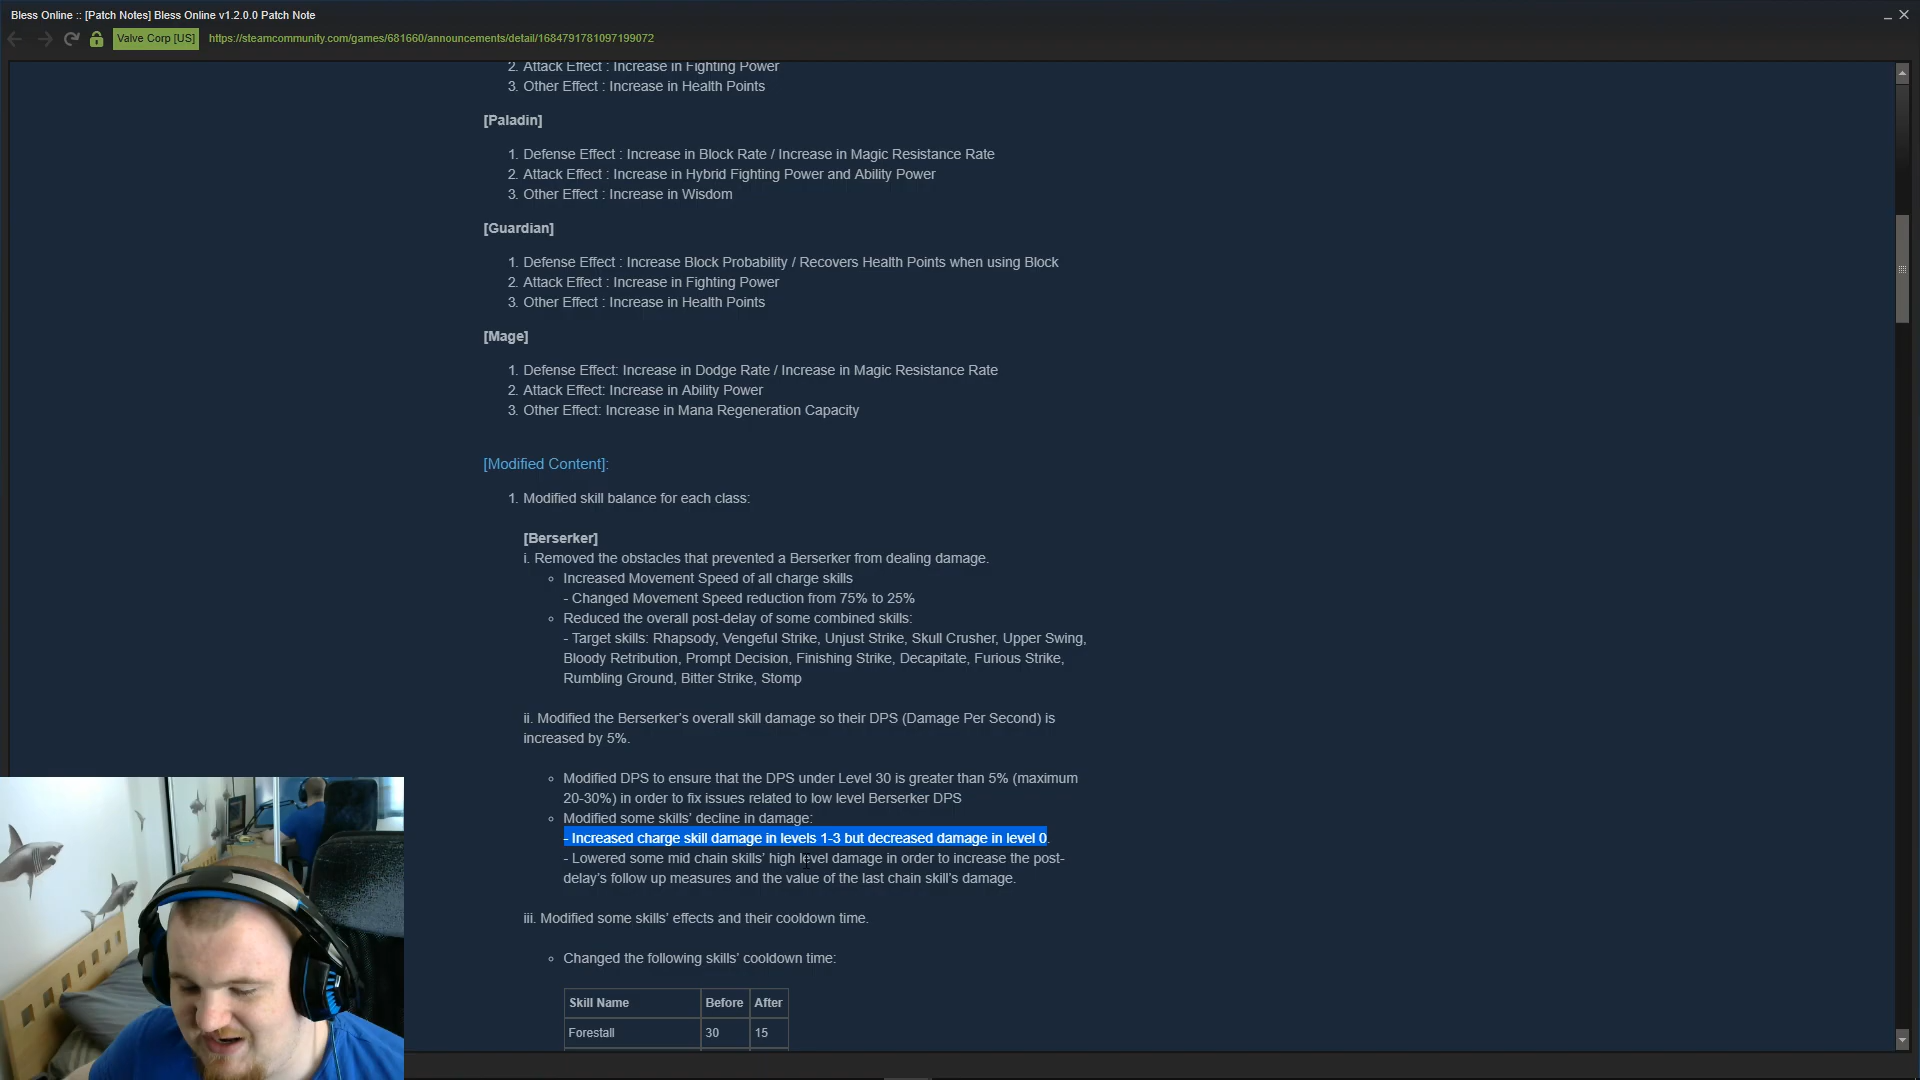 Bless Online :: [Patch Notes] Bless Online v1.2.0.0 Patch Note
Valve Corp [US] https://steamcommunity.com/games/681660/announcements/detail/1684791781097199072
2. Attack Effect : Increase in Fighting Power
3. Other Effect : Increase in Health Points
[Paladin]
1. Defense Effect : Increase in Block Rate / Increase in Magic Resistance Rate
2. Attack Effect : Increase in Hybrid Fighting Power and Ability Power
3. Other Effect : Increase in Wisdom
[Guardian]
1. Defense Effect : Increase Block Probability / Recovers Health Points when using Block
2. Attack Effect : Increase in Fighting Power
3. Other Effect : Increase in Health Points
[Mage]
1. Defense Effect: Increase in Dodge Rate / Increase in Magic Resistance Rate
2. Attack Effect: Increase in Ability Power
3. Other Effect: Increase in Mana Regeneration Capacity
[Modified Content]:
1. Modified skill balance for each class:
[Berserker]
i. Removed the obstacles that prevented a Berserker from dealing damage.
Increased Movement Speed of all charge skills
- Changed Movement Speed reduction from 75% to 25%
Reduced the overall post-delay of some combined skills:
- Target skills: Rhapsody, Vengeful Strike, Unjust Strike, Skull Crusher, Upper Swing,
Bloody Retribution, Prompt Decision, Finishing Strike, Decapitate, Furious Strike,
Rumbling Ground, Bitter Strike, Stomp
ii. Modified the Berserker's overall skill damage so their DPS (Damage Per Second) is
increased by 5%.
Modified DPS to ensure that the DPS under Level 30 is greater than 5% (maximum
20-30%) in order to fix issues related to low level Berserker DPS
Modified some skills' decline in damage:
- Increased charge skill damage in levels 1-3 but decreased damage in level 0.
- Lowered some mid chain skills' high level damage in order to increase the post-
delay's follow up measures and the value of the last chain skill's damage.
iii. Modified some skills' effects and their cooldown time.
Changed the following skills' cooldown time:
Skill Name Before After
Forestall 30 15